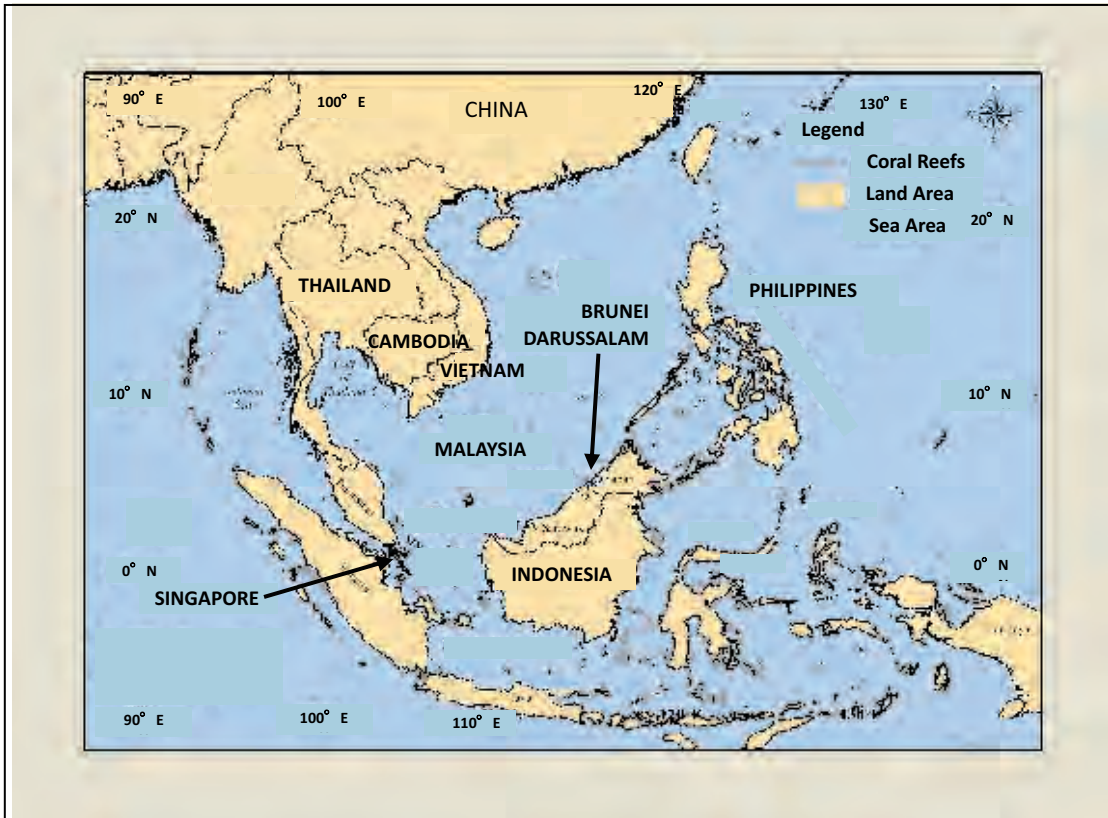 90° E
100° E
CHINA
120° E
130° E
Legend
Coral Reefs
Land Area
Sea Area
20° N
20° N
THAILAND
PHILIPPINES
BRUNEI
DARUSSALAM
CAMBODIA
VIETNAM
10° N
10° N
MALAYSIA
0° N
0° N
INDONESIA
SINGAPORE
90° E
100° E
110° E